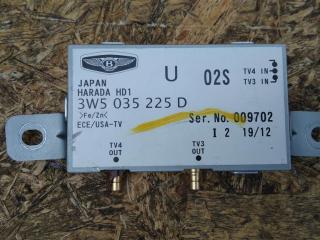 B
JAPAN
HARADA HD1
U
02S
TV4 IN
TV3 IN
3W5 035 225 D
>Fe/Zn<
ECE/USA-TV
Ser. No. 009702
I 2 19/12
TV4
OUT
TV3
OUT